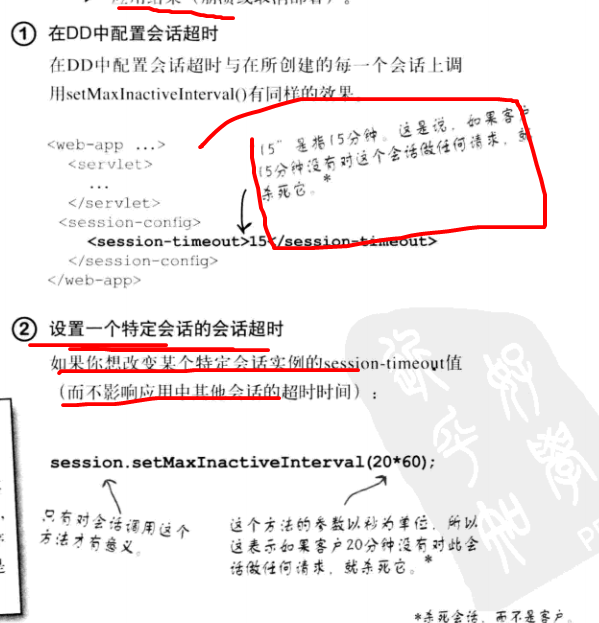 应用结束（崩溃或取消部署）。
① 在DD中配置会话超时
在DD中配置会话超时与在所创建的每一个会话上调
用setMaxInactiveInterval()有同样的效果。
<web-app ...>
<servlet>
...
</servlet>
<session-config>
<session-timeout>15</session-timeout>
</session-config>
</web-app>
15” 是指15分钟。这是说，如果客户
15分钟没有对这个会话做任何请求，就
杀死它。*
② 设置一个特定会话的会话超时
如果你想改变某个特定会话实例的session-timeout值
（而不影响应用中其他会话的超时时间）：
session.setMaxInactiveInterval(20*60);
只有对会话调用这个
方法才有意义。
这个方法的参数以秒为单位，所以
这表示如果客户20分钟没有对此会
话做任何请求，就杀死它。*
是
*杀死会话，而不是客户。